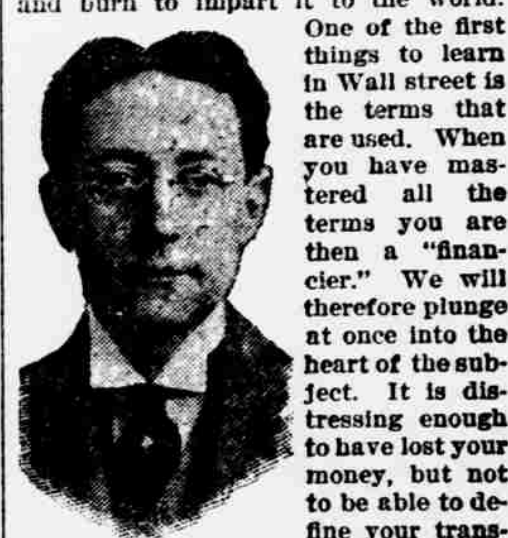 and burn to impart it to the world.
One of the first
things to learn
in Wall street is
the terms that
are used. When
you have mas-
tered all the
terms you are
then a "finan-
cier." We will
therefore plunge
at once into the
heart of the sub-
ject. It is dis-
tressing enough
to have lost your
money, but not
to be able to de-
fine your trans-